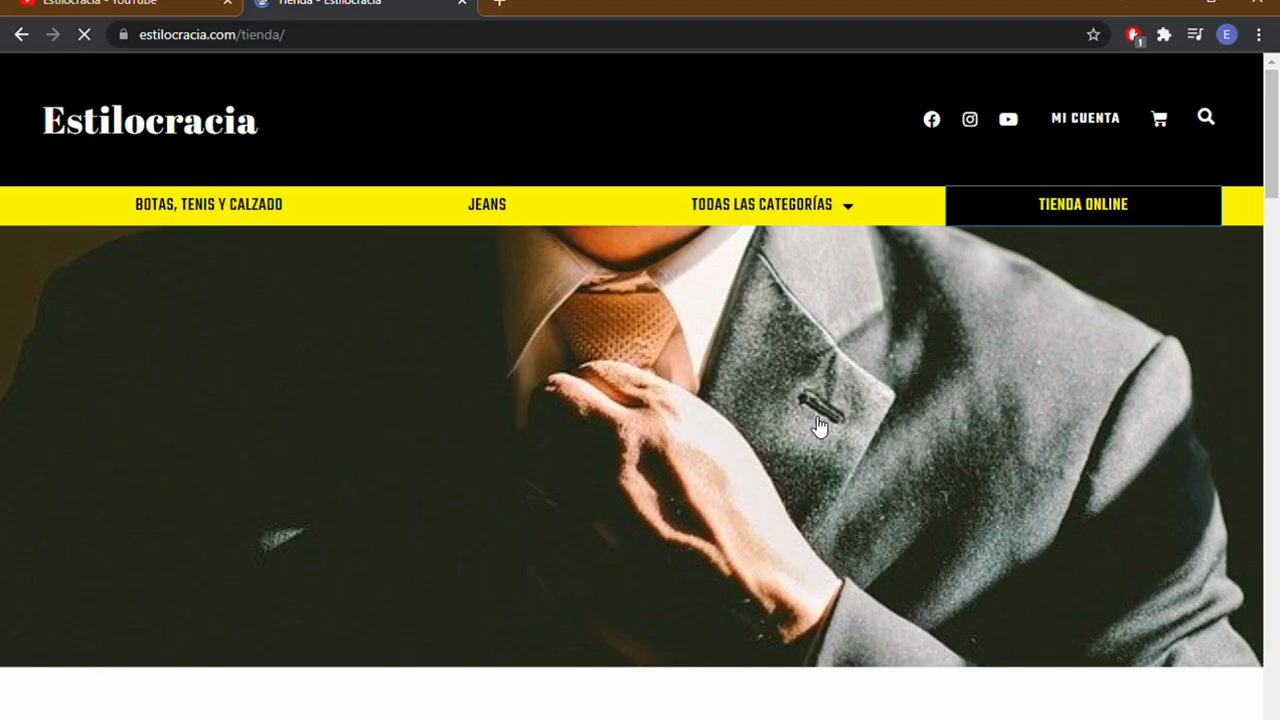 Estilocracia - YouTube
Tienda - Estilocracia
estilocracia.com/tienda/
1
E
Estilocracia
MI CUENTA
BOTAS, TENIS Y CALZADO
JEANS
TODAS LAS CATEGORÍAS
TIENDA ONLINE